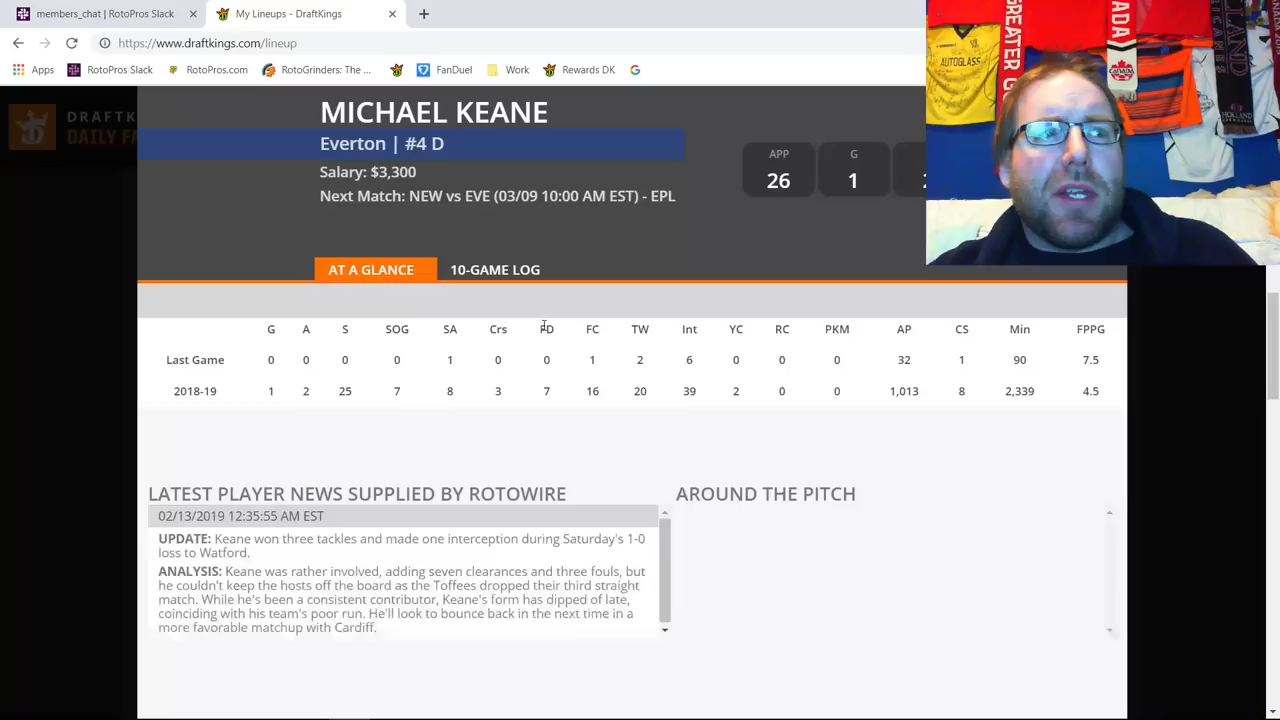 members_chat | RotoPros Slack
My Lineups - DraftKings
https://www.draftkings.com/lineup
Apps
RotoPros Slack
RotoPros.com
RotoGrinders: The ...
FanDuel
Work
Rewards DK
MICHAEL KEANE
Everton | #4 D
Salary: $3,300
Next Match: NEW vs EVE (03/09 10:00 AM EST) - EPL
APP G
26 1
AT A GLANCE 10-GAME LOG
G A S SOG SA Crs FD FC TW Int YC RC PKM AP CS Min FPPG
Last Game 0 0 0 0 1 0 0 1 2 6 0 0 0 32 1 90 7.5
2018-19 1 2 25 7 8 3 7 16 20 39 2 0 0 1,013 8 2,339 4.5
LATEST PLAYER NEWS SUPPLIED BY ROTOWIRE
02/13/2019 12:35:55 AM EST
UPDATE: Keane won three tackles and made one interception during Saturday's 1-0
loss to Watford.
ANALYSIS: Keane was rather involved, adding seven clearances and three fouls, but
he couldn't keep the hosts off the board as the Toffees dropped their third straight
match. While he's been a consistent contributor, Keane's form has dipped of late,
coinciding with his team's poor run. He'll look to bounce back in the next time in a
more favorable matchup with Cardiff.
AROUND THE PITCH
DRAFTK
DAILY FA
GREATER
CANADA
AUTOGLASS
HOLLAND